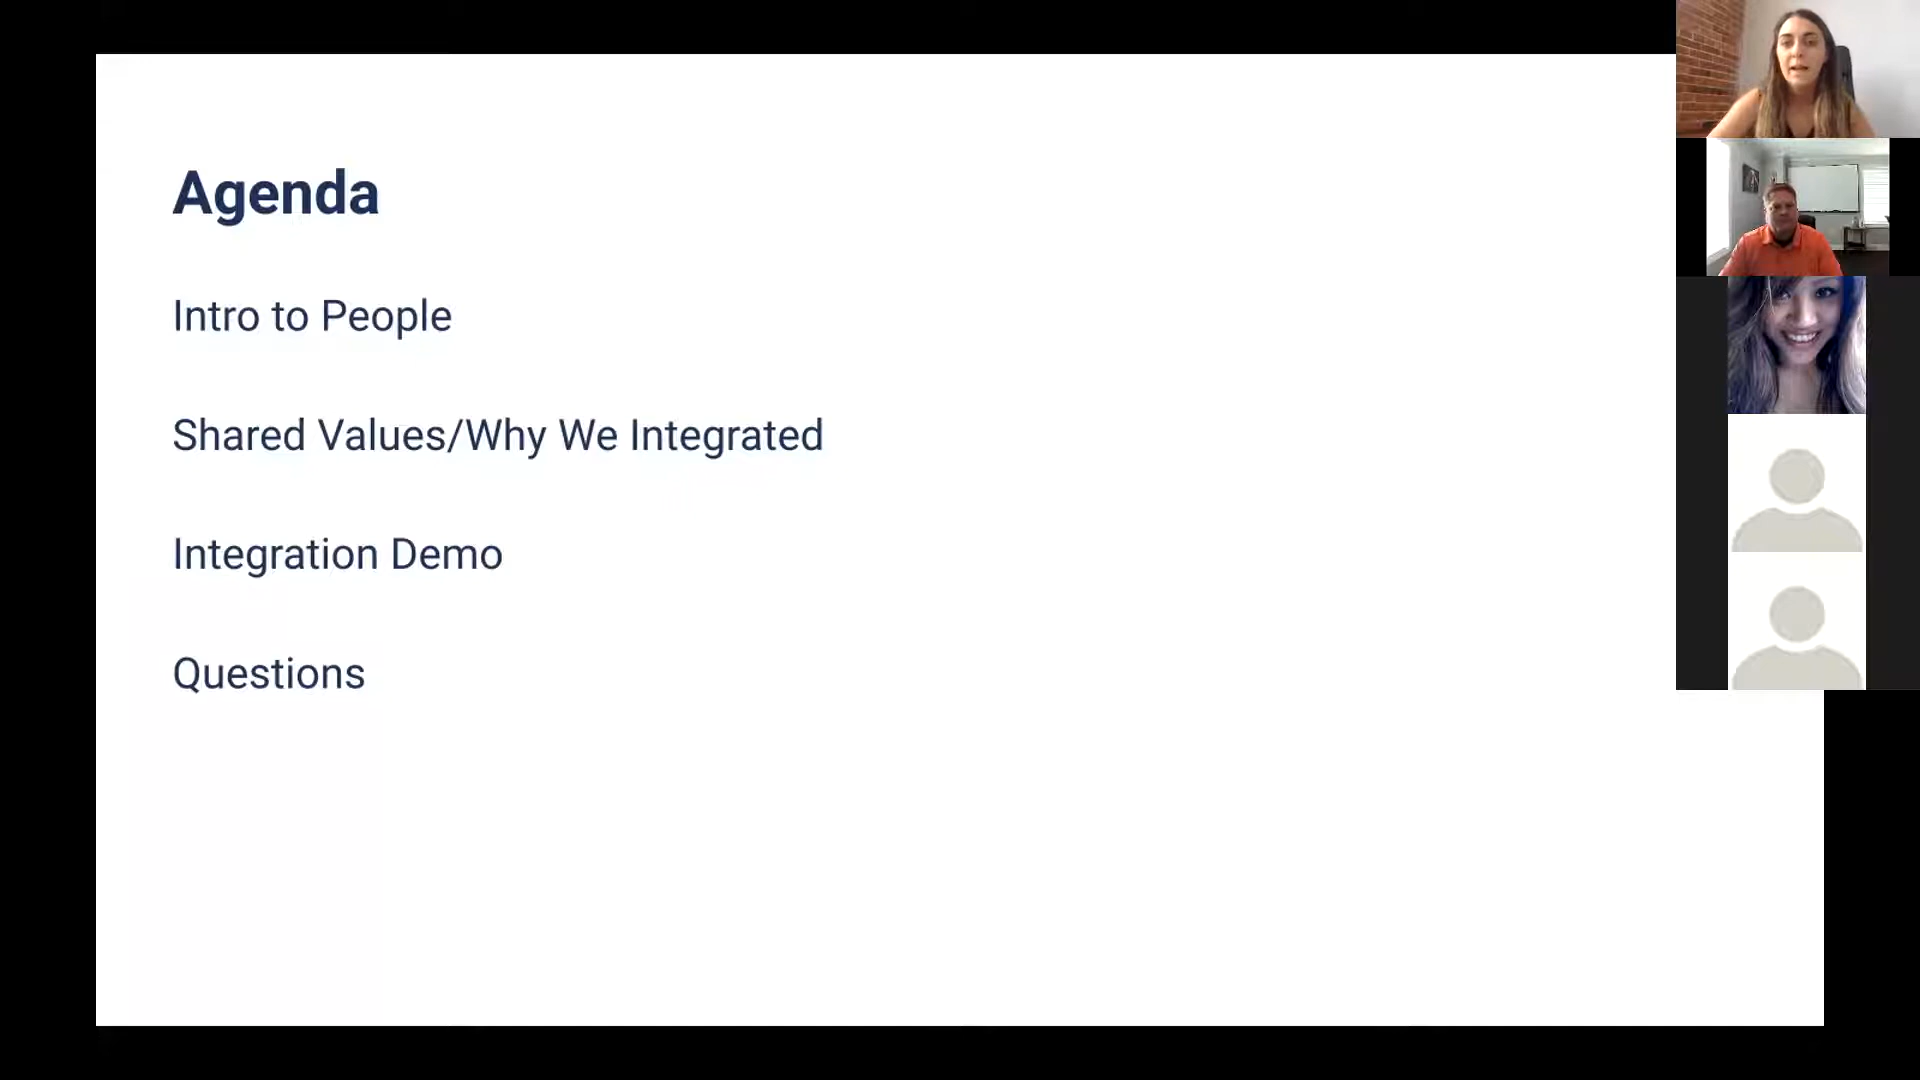 Agenda
Intro to People
Shared Values/Why We Integrated
Integration Demo
Questions